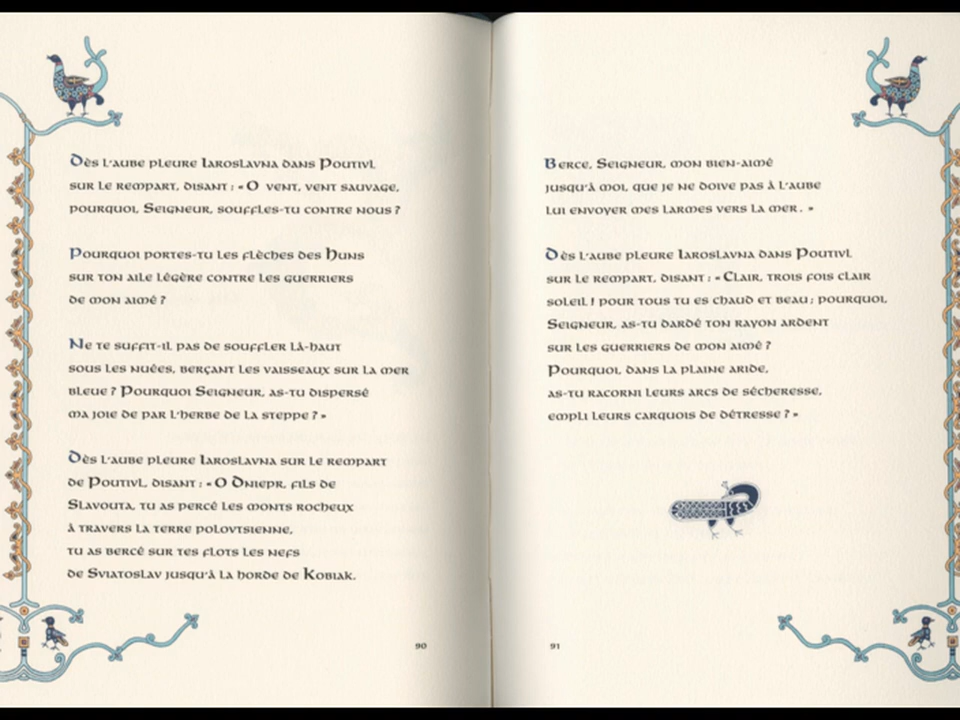 Dès l'aube pleure Iaroslavna dans Poutivl
sur le rempart, disant : « O vent, vent sauvage,
pourquoi, Seigneur, souffles-tu contre nous ?
Pourquoi portes-tu les flèches des Huns
sur ton aile légère contre les guerriers
de mon aimé ?
Ne te suffit-il pas de souffler là-haut
sous les nuées, berçant les vaisseaux sur la mer
bleue ? Pourquoi Seigneur, as-tu dispersé
ma joie de par l'herbe de la steppe ? »
Dès l'aube pleure Iaroslavna sur le rempart
de Poutivl, disant : « O Dniepr, fils de
Slavouta, tu as percé les monts rocheux
à travers la terre polovtsienne,
tu as bercé sur tes flots les nefs
de Sviatoslav jusqu'à la horde de Kobiak.
90
Berce, Seigneur, mon bien-aimé
jusqu'à moi, que je ne doive pas à l'aube
lui envoyer mes larmes vers la mer. »
Dès l'aube pleure Iaroslavna dans Poutivl
sur le rempart, disant : « Clair, trois fois clair
soleil ! pour tous tu es chaud et beau ; pourquoi,
Seigneur, as-tu dardé ton rayon ardent
sur les guerriers de mon aimé ?
Pourquoi, dans la plaine aride,
as-tu racorni leurs arcs de sécheresse,
empli leurs carquois de détresse ? »
91